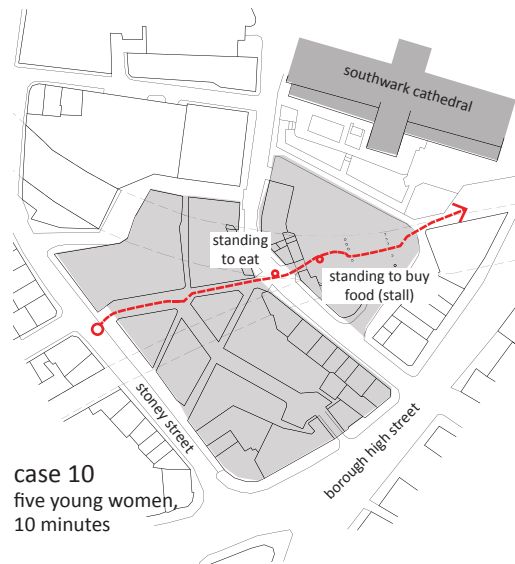 southwark cathedral
standing
to eat
standing to buy
food (stall)
stoney street
borough high street
case 10
five young women,
10 minutes